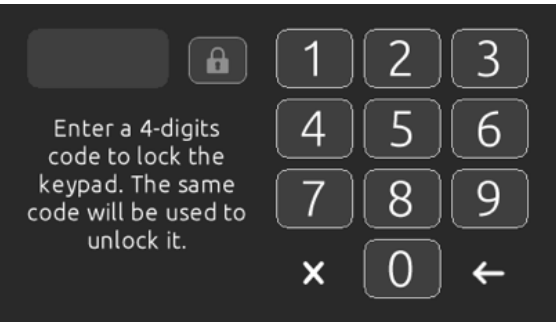 1 2 3
Enter a 4-digits
code to lock the
keypad. The same
code will be used to
unlock it.
4 5 6
7 8 9
× 0 ←